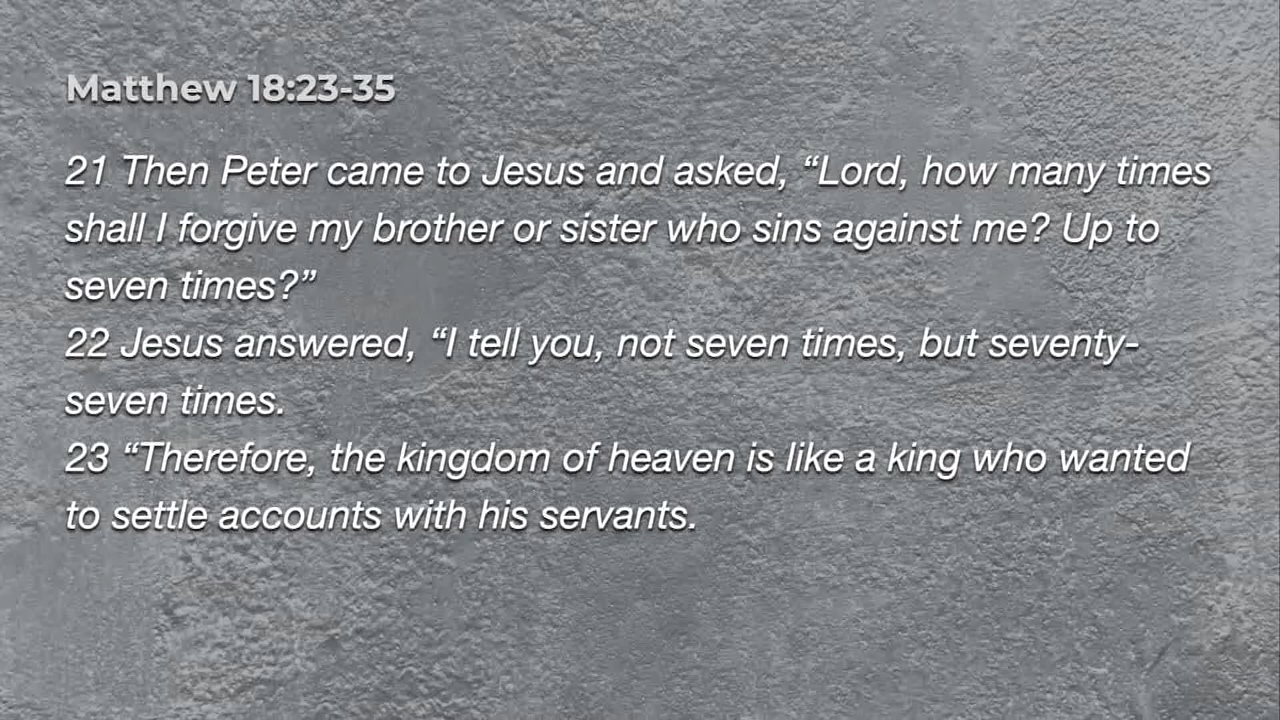 Matthew 18:23-35
21 Then Peter came to Jesus and asked, “Lord, how many times
shall I forgive my brother or sister who sins against me? Up to
seven times?”
22 Jesus answered, “I tell you, not seven times, but seventy-
seven times.
23 “Therefore, the kingdom of heaven is like a king who wanted
to settle accounts with his servants.